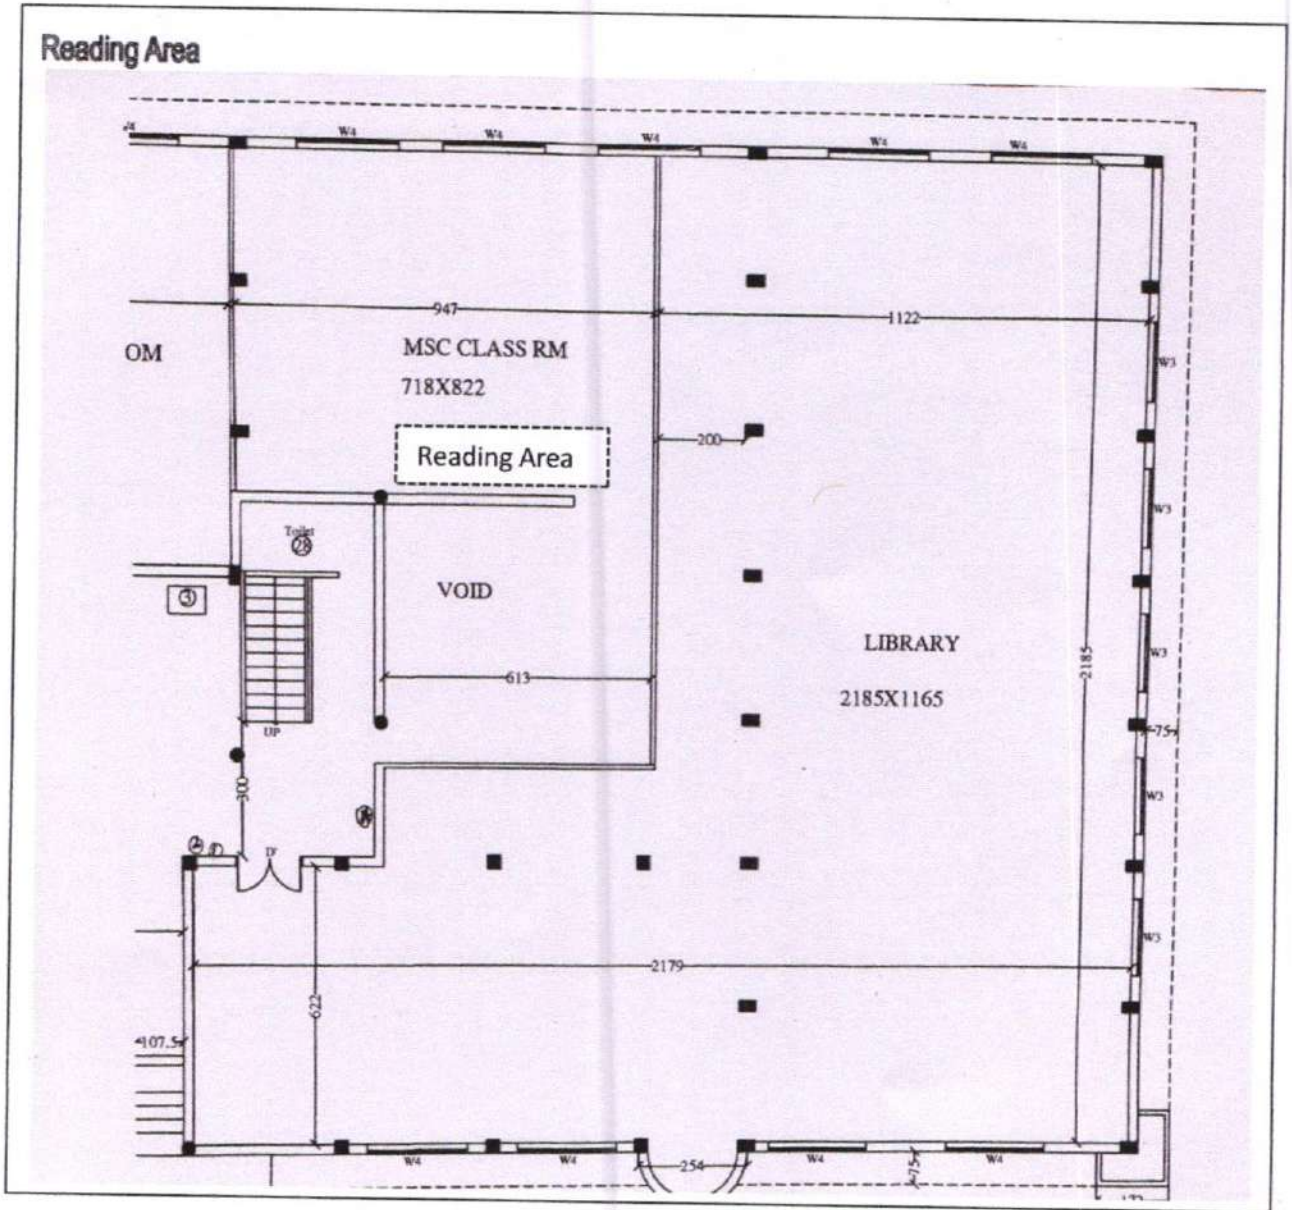 Reading Area
W4 W4 W4 W4 W4
947
1122
OM
MSC CLASS RM
718X822
W3
Reading Area
200
W3
Toilet
28
3
VOID
LIBRARY
613
2185
W3
2185X1165
UP
75
300
W3
D
W3
2179
622
107.5
W4 W4 254 W4 W4
75